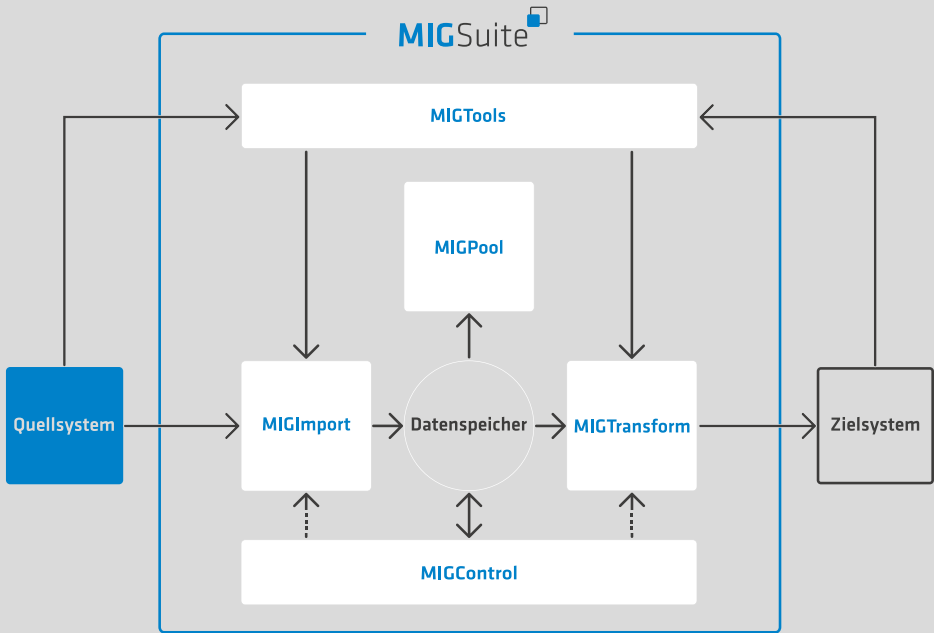 MIGSuite
MIGTools
MIGPool
Quellsystem
MIGImport
Datenspeicher
MIGTransform
Zielsystem
MIGControl